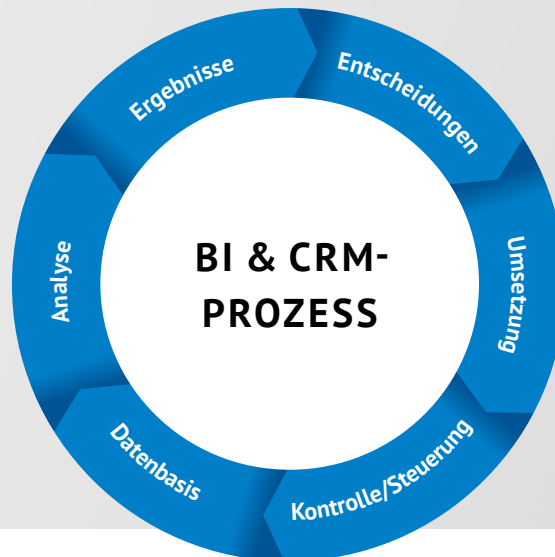 Ergebnisse
Entscheidungen
Umsetzung
Kontrolle/Steuerung
Datenbasis
Analyse
BI & CRM-
PROZESS